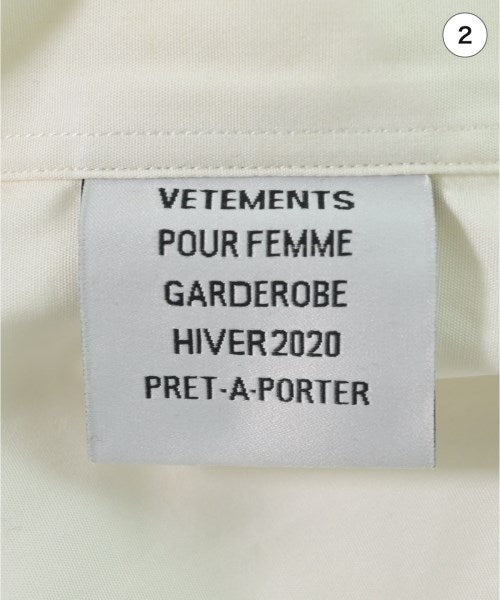 ②
VETEMENTS
POUR FEMME
GARDEROBE
HIVER 2020
PRET-A-PORTER